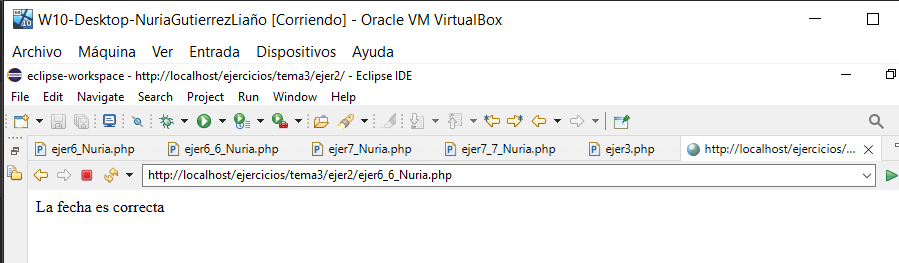 W10-Desktop-NuriaGutierrezLiaño [Corriendo] - Oracle VM VirtualBox
Archivo Máquina Ver Entrada Dispositivos Ayuda
eclipse-workspace - http://localhost/ejercicios/tema3/ejer2/ - Eclipse IDE
File Edit Navigate Search Project Run Window Help
ejer6_Nuria.php ejer6_6_Nuria.php ejer7_Nuria.php ejer7_7_Nuria.php ejer3.php http://localhost/ejercicios/...
http://localhost/ejercicios/tema3/ejer2/ejer6_6_Nuria.php
La fecha es correcta